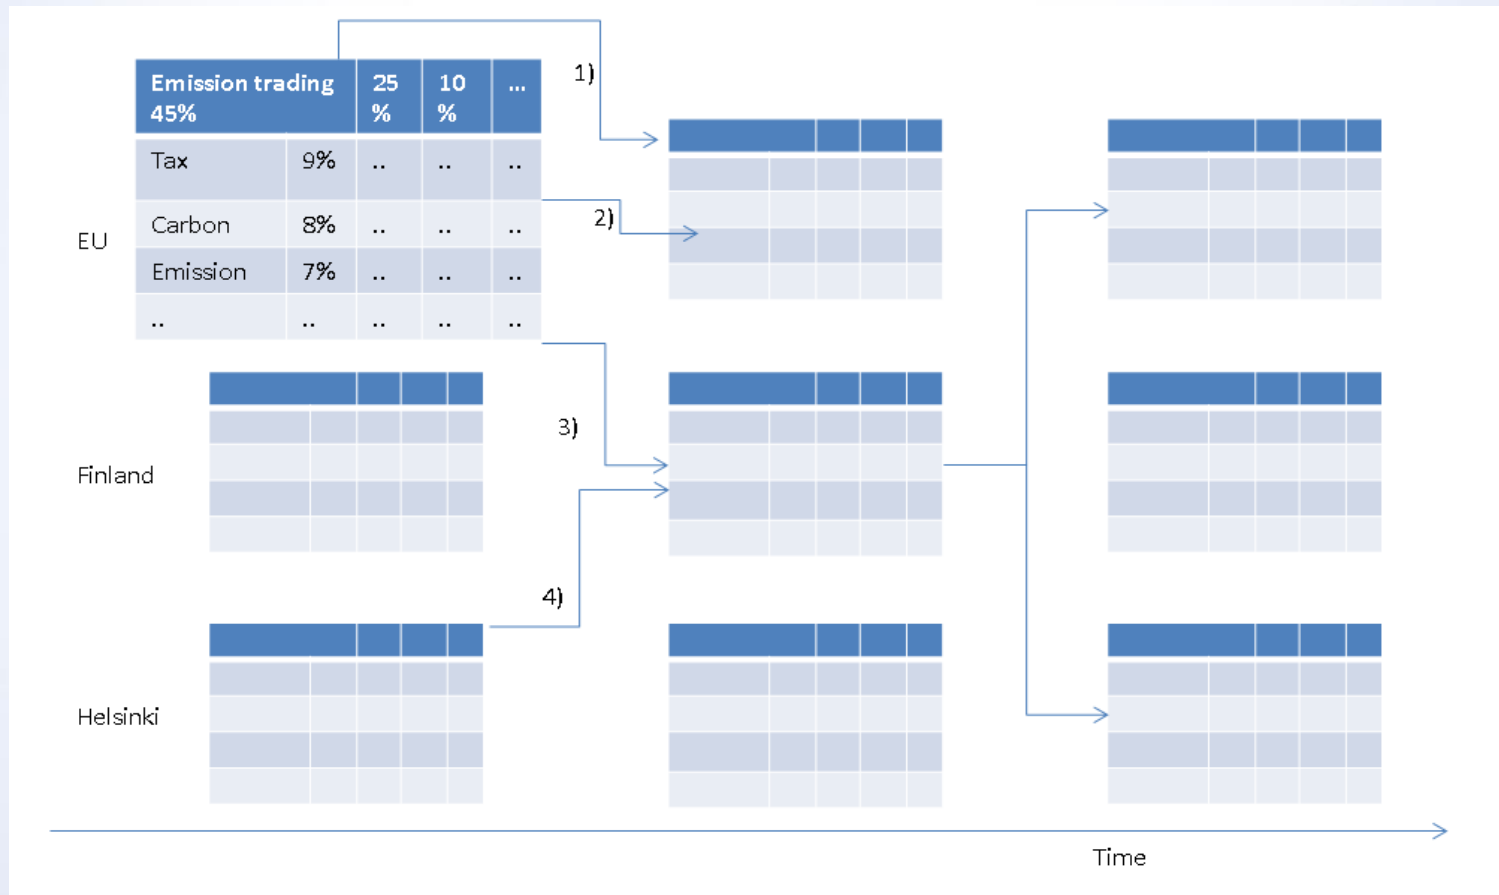 1)
Emission trading 25 10 ...
45% % %
Tax 9% .. .. ..
2)
Carbon 8% .. .. ..
EU
Emission 7% .. .. ..
.. .. .. .. ..
3)
Finland
4)
Helsinki
Time